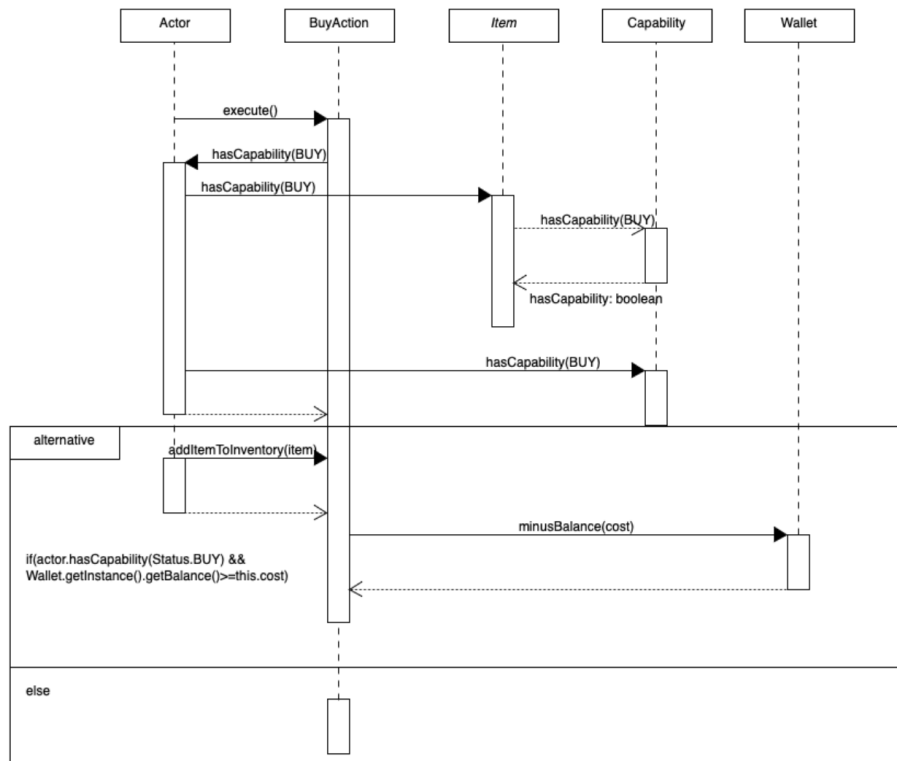 Actor
BuyAction
Item
Capability
Wallet
execute()
hasCapability(BUY)
hasCapability(BUY)
hasCapability(BUY)
hasCapability: boolean
hasCapability(BUY)
alternative
addItemToInventory(item)
minusBalance(cost)
if(actor.hasCapability(Status.BUY) &&
Wallet.getInstance().getBalance()>=this.cost)
else